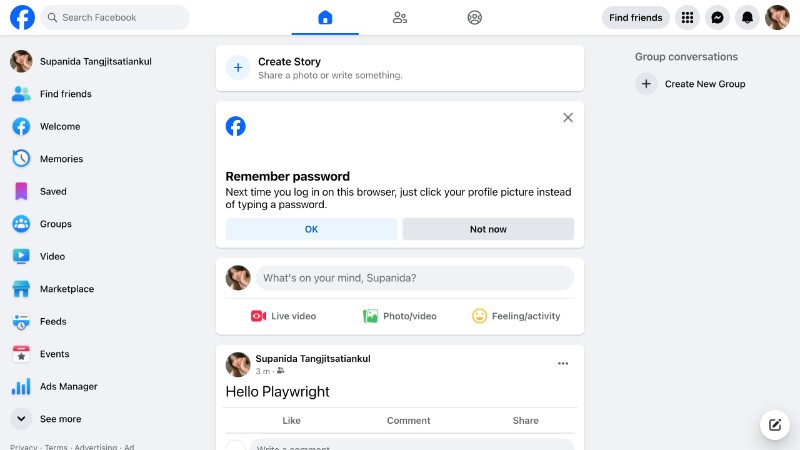 Search Facebook
Find friends
Supanida Tangjitsatiankul
Find friends
Welcome
Memories
Saved
Groups
Video
Marketplace
Feeds
Events
Ads Manager
See more
Privacy · Terms · Advertising · Ad
Create Story
Share a photo or write something.
Remember password
Next time you log in on this browser, just click your profile picture instead
of typing a password.
OK
Not now
What's on your mind, Supanida?
Live video
Photo/video
Feeling/activity
Supanida Tangjitsatiankul
3 m ·
Hello Playwright
Like
Comment
Share
Write a comment
Group conversations
Create New Group